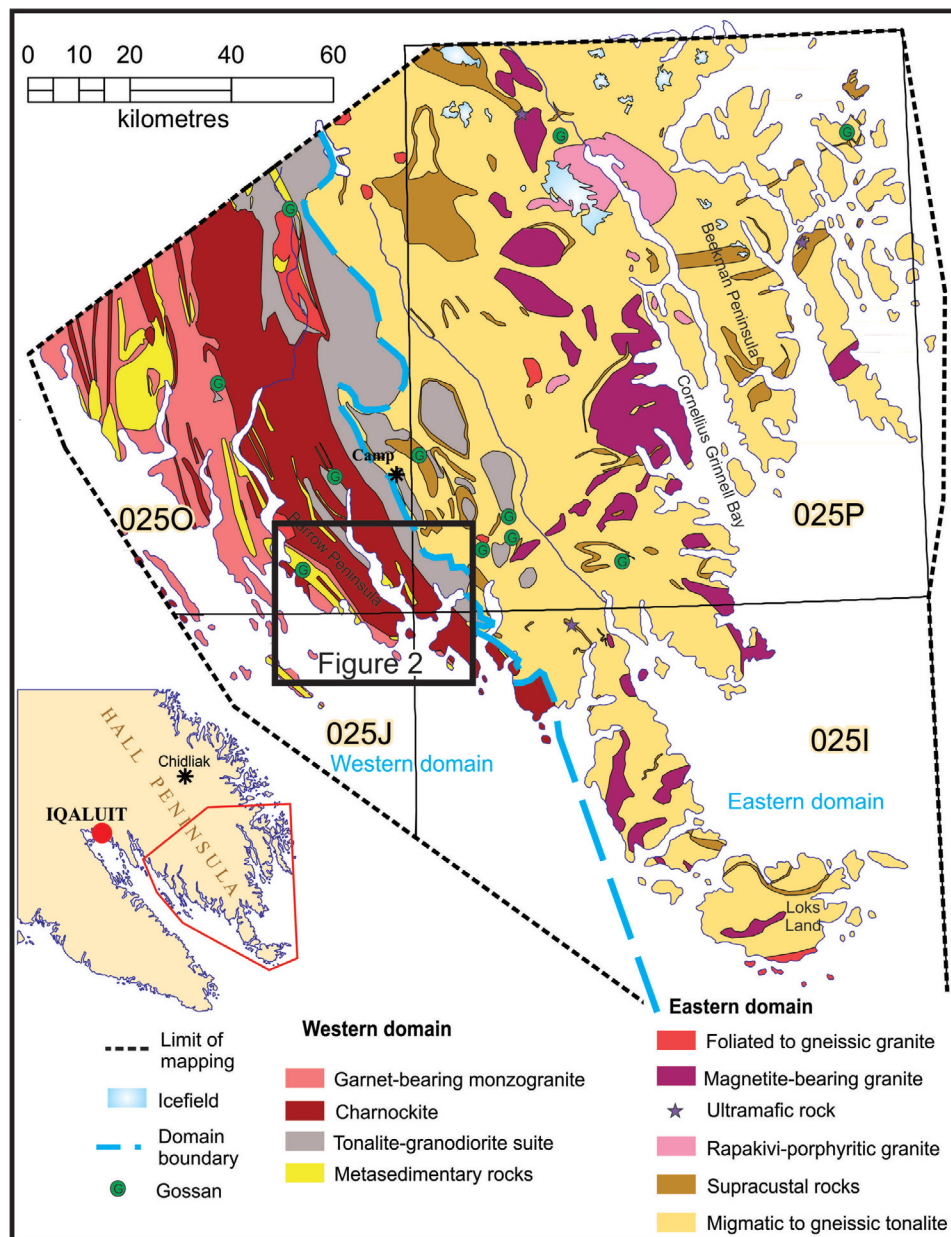 0 20 40 60
kilometres
Beekman Peninsula
Cornellius Grinnell Bay
Camp
025O
025P
Barrow Peninsula
Figure 2
025J
Western domain
025I
Eastern domain
Loks
Land
HALL PENINSULA
Chidliak
IQALUIT
Limit of
mapping
Icefield
Domain
boundary
G Gossan
Western domain
Garnet-bearing monzogranite
Charnockite
Tonalite-granodiorite suite
Metasedimentary rocks
Eastern domain
Foliated to gneissic granite
Magnetite-bearing granite
Ultramafic rock
Rapakivi-porphyritic granite
Supracustal rocks
Migmatic to gneissic tonalite